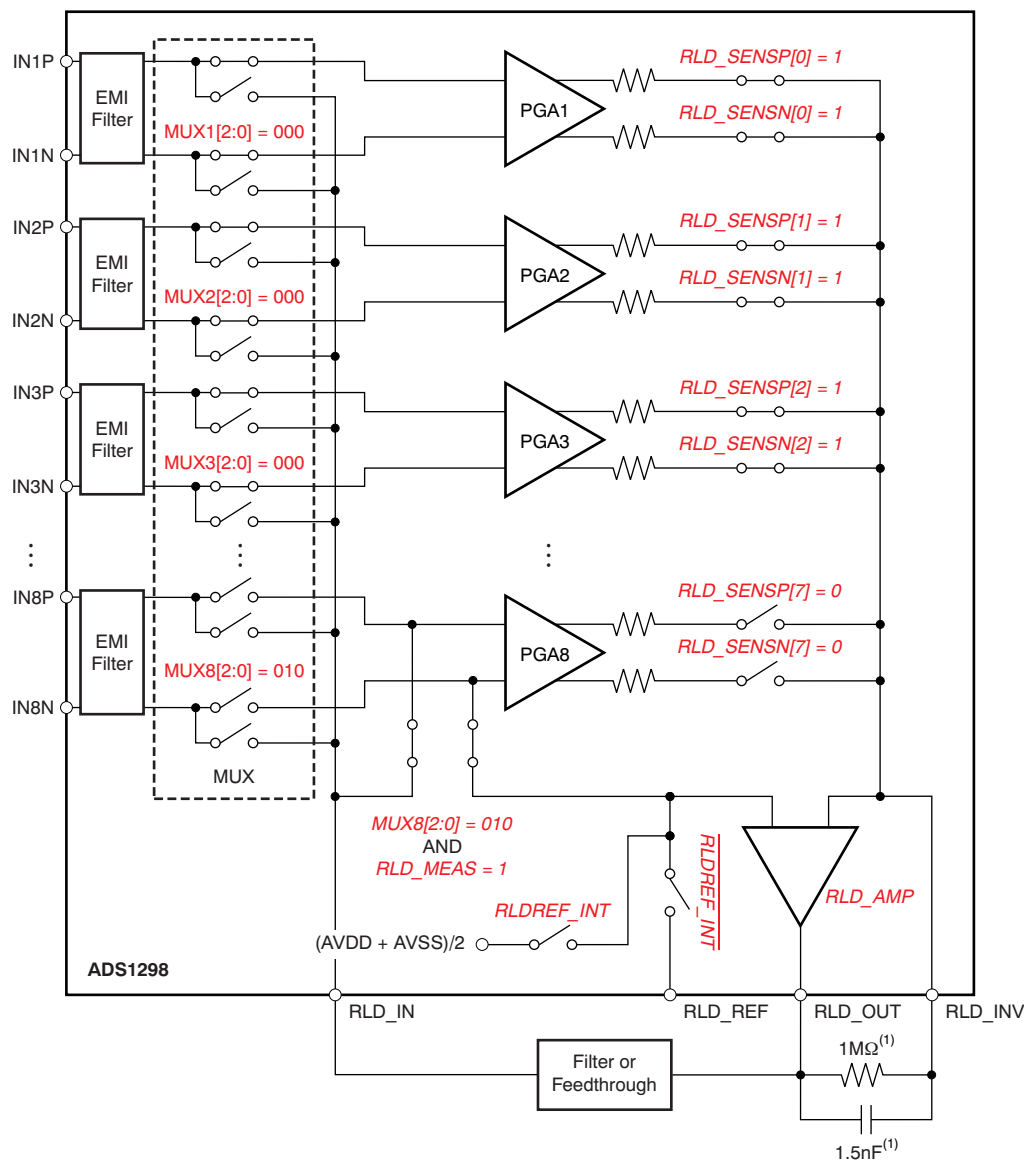 IN1P
EMI
Filter
MUX1[2:0] = 000
IN1N
PGA1
RLD_SENSP[0] = 1
RLD_SENSN[0] = 1
IN2P
EMI
Filter
MUX2[2:0] = 000
IN2N
PGA2
RLD_SENSP[1] = 1
RLD_SENSN[1] = 1
IN3P
EMI
Filter
MUX3[2:0] = 000
IN3N
PGA3
RLD_SENSP[2] = 1
RLD_SENSN[2] = 1
IN8P
EMI
Filter
MUX8[2:0] = 010
IN8N
PGA8
RLD_SENSP[7] = 0
RLD_SENSN[7] = 0
MUX
MUX8[2:0] = 010
AND
RLD_MEAS = 1
RLDREF_INT
(AVDD + AVSS)/2
RLDREF_INT
RLD_AMP
ADS1298
RLD_IN
RLD_REF
RLD_OUT
RLD_INV
Filter or
Feedthrough
1MΩ(1)
1.5nF(1)